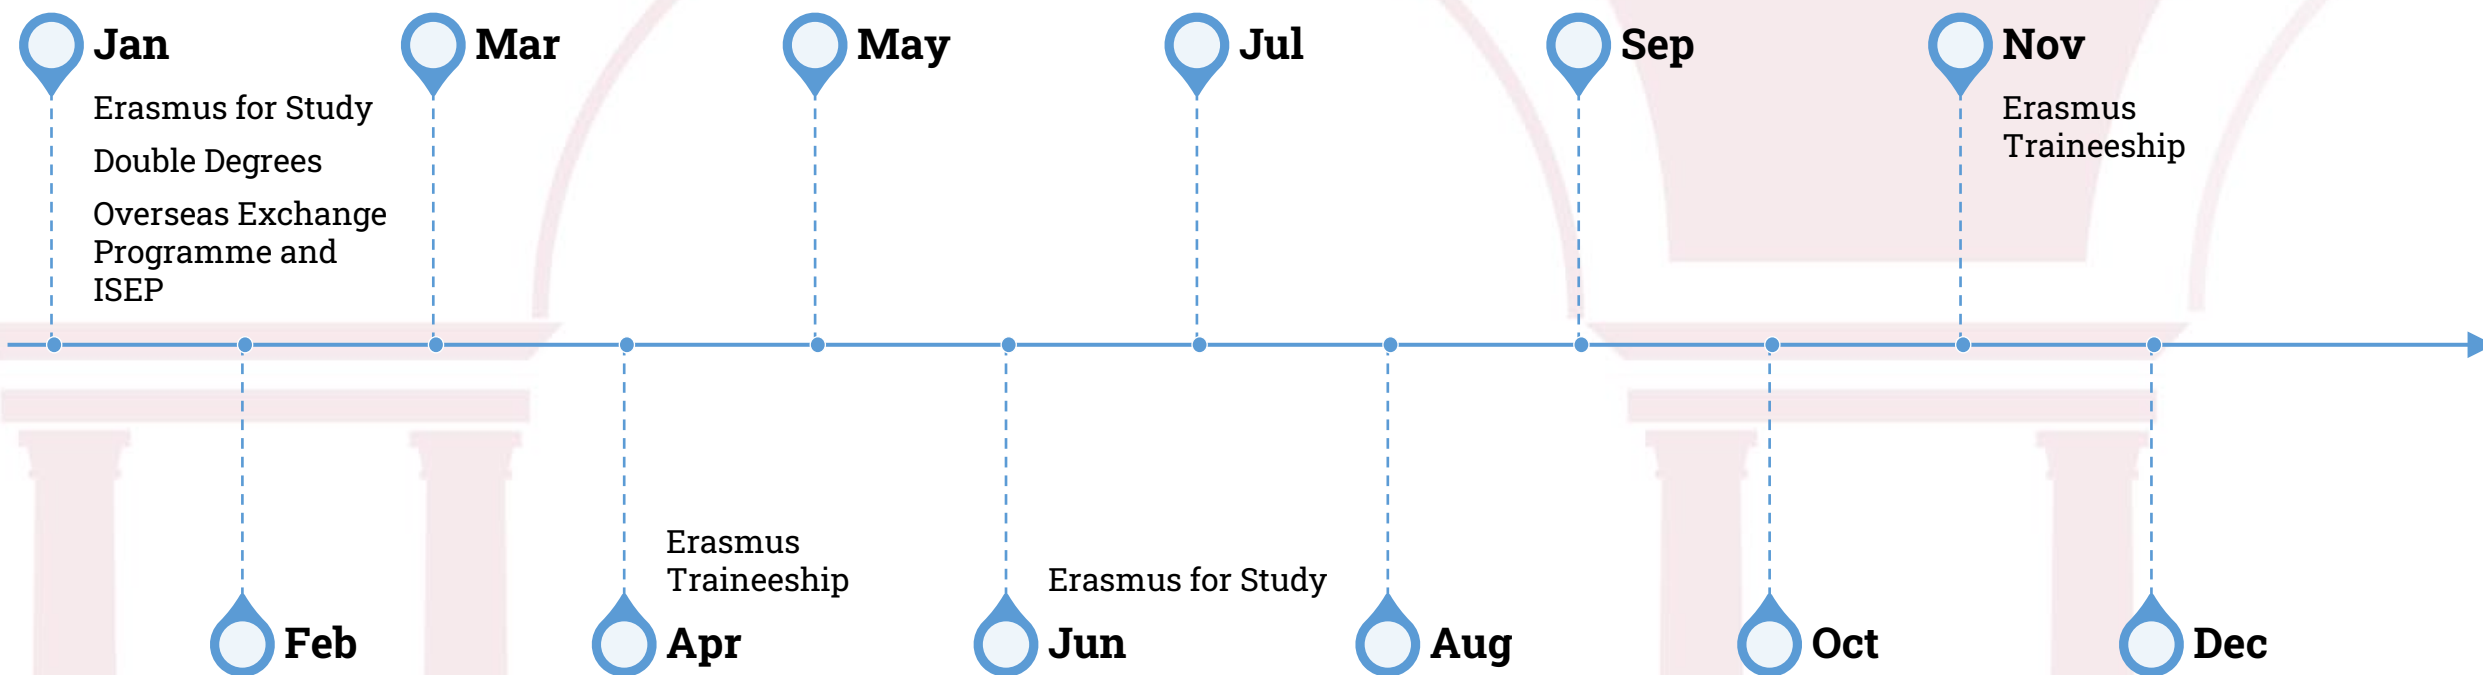 Jan
Erasmus for Study
Double Degrees
Overseas Exchange
Programme and
ISEP
Mar
May
Jul
Sep
Nov
Erasmus
Traineeship
Feb
Erasmus
Traineeship
Apr
Erasmus for Study
Jun
Aug
Oct
Dec